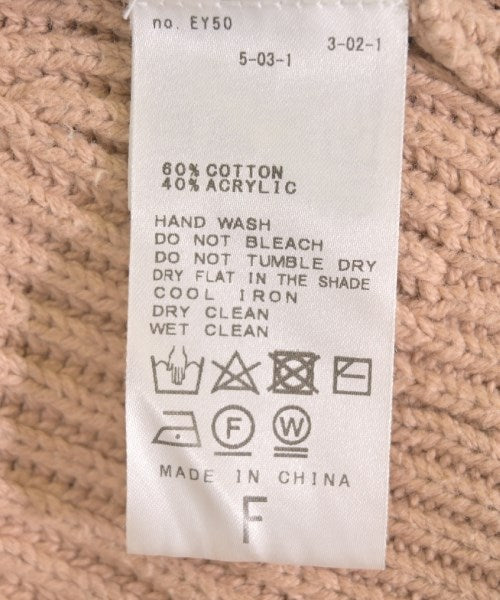 no. EY50
3-02-1
5-03-1
60% COTTON
40% ACRYLIC
HAND WASH
DO NOT BLEACH
DO NOT TUMBLE DRY
DRY FLAT IN THE SHADE
COOL IRON
DRY CLEAN
WET CLEAN
F W
MADE IN CHINA
F